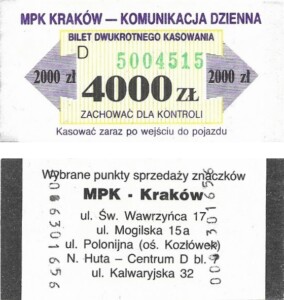 MPK KRAKÓW — KOMUNIKACJA DZIENNA
BILET DWUKROTNEGO KASOWANIA
D 5004515
2000 zł 4000 ZŁ 2000 zł
ZACHOWAĆ DLA KONTROLI
Kasować zaraz po wejściu do pojazdu
Wybrane punkty sprzedaży znaczków
MPK - Kraków
ul. Św. Wawrzyńca 17
ul. Mogilska 15a
ul. Polonijna (oś. Kozłówek)
N. Huta – Centrum D bl.
ul. Kalwaryjska 32